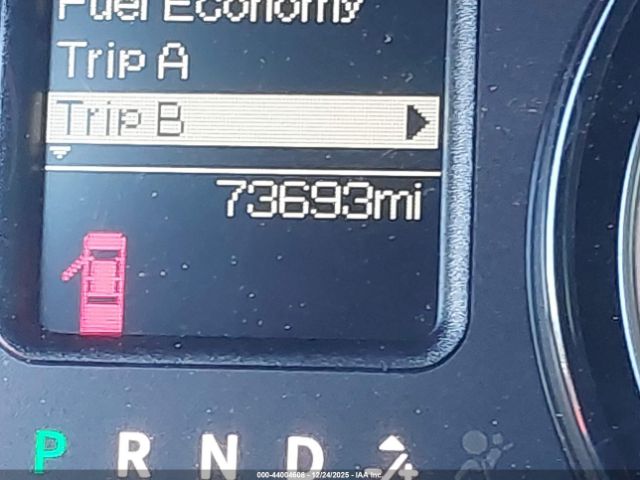 Fuel Economy
Trip A
Trip B
73693mi
P R N D -/+
000-44004608 - 12/24/2025 - IAA Inc.